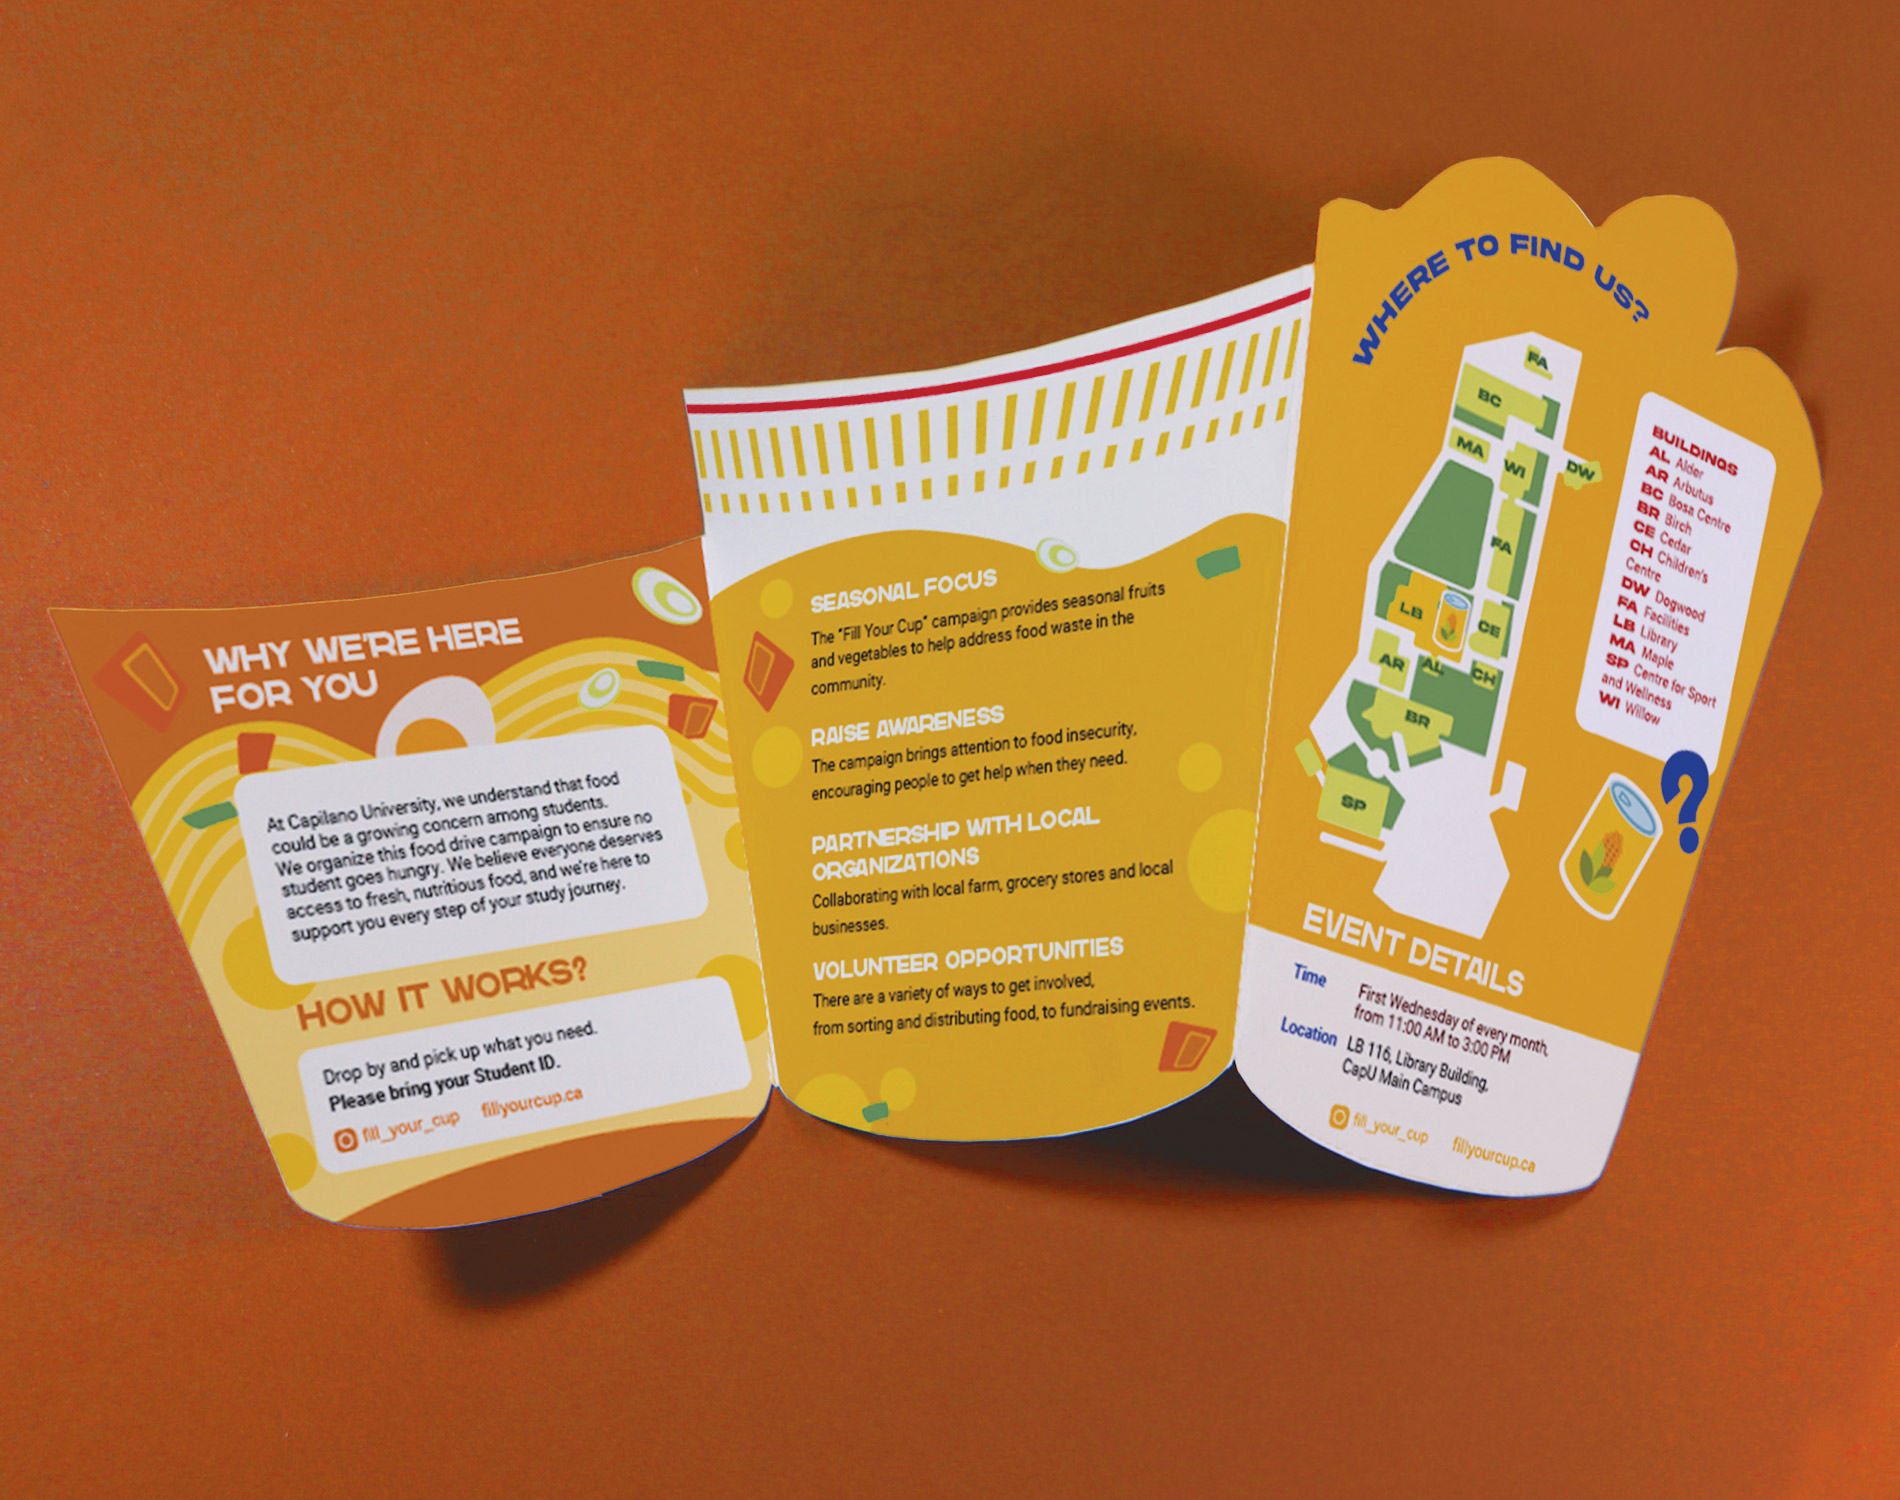 WHY WE'RE HERE
FOR YOU
At Capilano University, we understand that food
could be a growing concern among students.
We organize this food drive campaign to ensure no
student goes hungry. We believe everyone deserves
access to fresh, nutritious food, and we're here to
support you every step of your study journey.
HOW IT WORKS?
Drop by and pick up what you need.
Please bring your Student ID.
fill_your_cup fillyourcup.ca
SEASONAL FOCUS
The "Fill Your Cup" campaign provides seasonal fruits
and vegetables to help address food waste in the
community.
RAISE AWARENESS
The campaign brings attention to food insecurity,
encouraging people to get help when they need.
PARTNERSHIP WITH LOCAL
ORGANIZATIONS
Collaborating with local farm, grocery stores and local
businesses.
VOLUNTEER OPPORTUNITIES
There are a variety of ways to get involved,
from sorting and distributing food, to fundraising events.
WHERE TO FIND US?
FA
BC
MA
WI
DW
FA
LB
CE
AR
AL
CH
BR
SP
BUILDINGS
AL Alder
AR Arbutus
BC Bosa Centre
BR Birch
CE Cedar
CH Children's
Centre
DW Dogwood
FA Facilities
LB Library
MA Maple
SP Centre for Sport
and Wellness
WI Willow
?
EVENT DETAILS
Time First Wednesday of every month,
from 11:00 AM to 3:00 PM
Location LB 116, Library Building,
CapU Main Campus
fill_your_cup fillyourcup.ca